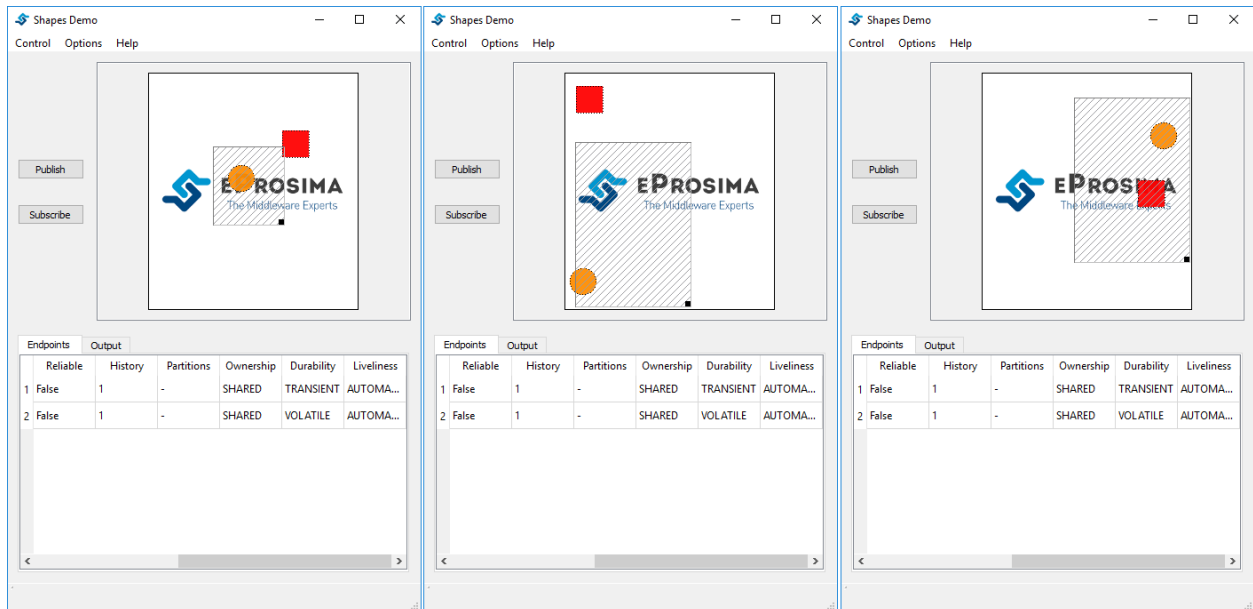 Shapes Demo
Control Options Help
Publish
Subscribe
EPROSIMA
The Middleware Experts
Endpoints Output
Reliable History Partitions Ownership Durability Liveliness
1 False 1 - SHARED TRANSIENT AUTOMA...
2 False 1 - SHARED VOLATILE AUTOMA...
Shapes Demo
Control Options Help
Publish
Subscribe
EPROSIMA
The Middleware Experts
Endpoints Output
Reliable History Partitions Ownership Durability Liveliness
1 False 1 - SHARED TRANSIENT AUTOMA...
2 False 1 - SHARED VOLATILE AUTOMA...
Shapes Demo
Control Options Help
Publish
Subscribe
EPROSIMA
The Middleware Experts
Endpoints Output
Reliable History Partitions Ownership Durability Liveliness
1 False 1 - SHARED TRANSIENT AUTOMA...
2 False 1 - SHARED VOLATILE AUTOMA...